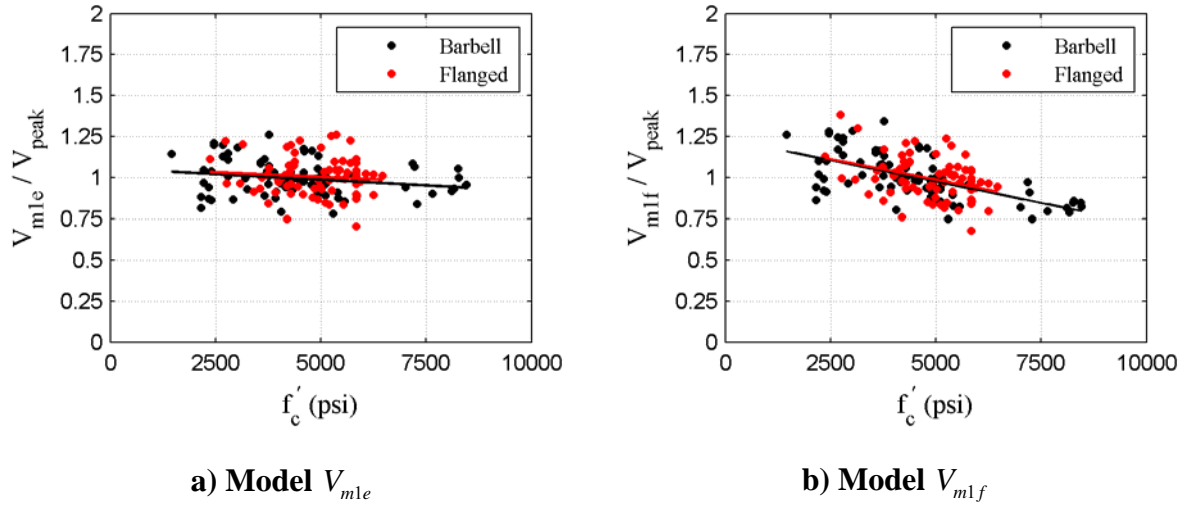 2
1.75
1.5
1.25
1
0.75
0.5
0.25
0
0 2500 5000 7500 10000
V_m1e / V_peak
f_c' (psi)
Barbell
Flanged
a) Model V_m1e
2
1.75
1.5
1.25
1
0.75
0.5
0.25
0
0 2500 5000 7500 10000
V_m1f / V_peak
f_c' (psi)
Barbell
Flanged
b) Model V_m1f